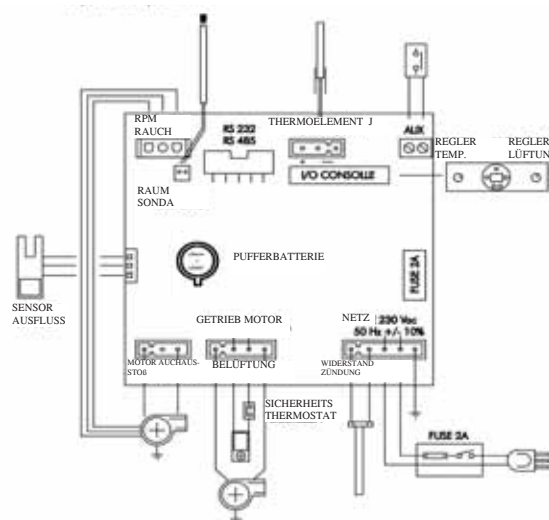 RPM
RAUCH
RS 232
RS 485
THERMOELEMENT J
AUX
REGLER
TEMP.
REGLER
LÜFTUN
I/O CONSOLLE
RAUM
SONDA
PUFFERBATTERIE
FUSE 2A
SENSOR
AUSFLUSS
GETRIEB MOTOR
NETZ
230 Vac
50 Hz +/- 10%
MOTOR AUCHAUS-
STOß
BELÜFTUNG
WIDERSTAND
ZÜNDUNG
SICHERHEITS
THERMOSTAT
FUSE 2A